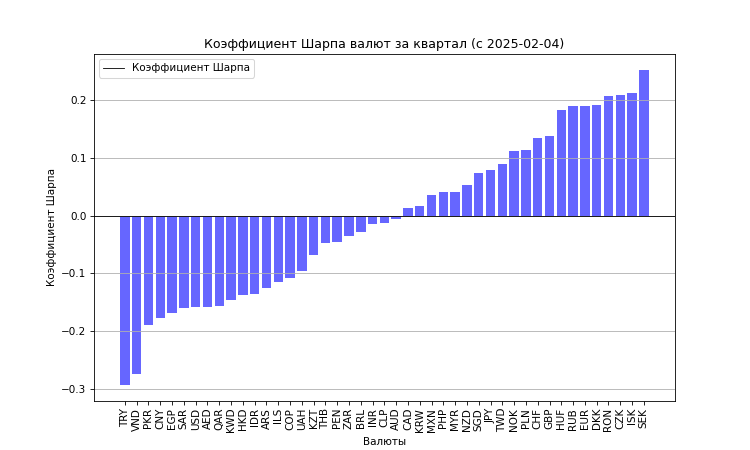 Коэффициент Шарпа валют за квартал (с 2025-02-04)
Коэффициент Шарпа
Коэффициент Шарпа
0.2
0.1
0.0
−0.1
−0.2
−0.3
TRY VND PKR CNY EGP SAR USD AED QAR KWD HKD IDR ARS ILS COP UAH KZT THB PEN ZAR BRL INR CLP AUD CAD KRW MXN PHP MYR NZD SGD JPY TWD NOK PLN CHF GBP HUF RUB EUR DKK RON CZK ISK SEK
Валюты